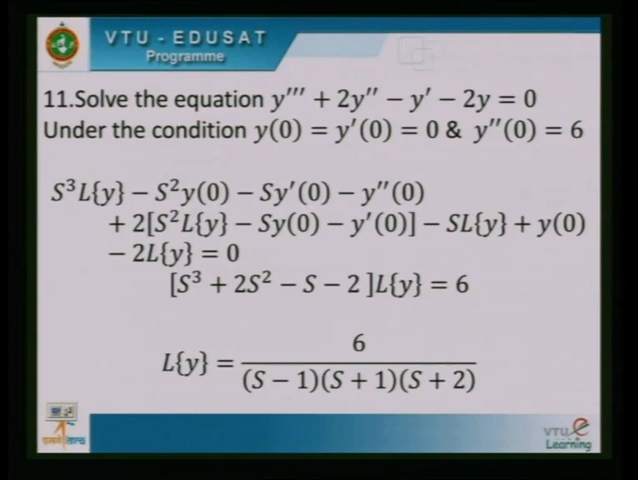 VTU - EDUSAT
Programme
11.Solve the equation y′′′ + 2y′′ − y′ − 2y = 0
Under the condition y(0) = y′(0) = 0 & y′′(0) = 6
S³L{y} − S²y(0) − Sy′(0) − y′′(0)
+ 2[S²L{y} − Sy(0) − y′(0)] − SL{y} + y(0)
− 2L{y} = 0
[S³ + 2S² − S − 2 ]L{y} = 6
6
L{y} =
(S − 1)(S + 1)(S + 2)
VTU e
Learning